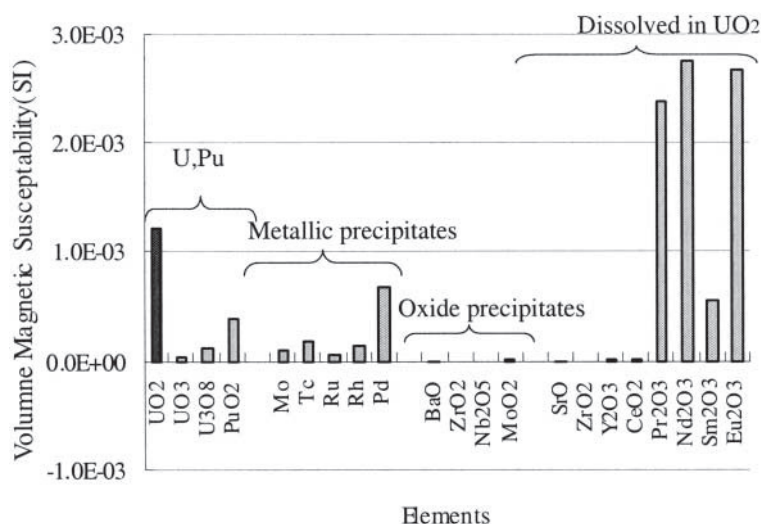 Dissolved in UO2
3.0E-03
2.0E-03
1.0E-03
0.0E+00
-1.0E-03
Volumne Magnetic Susceptability(SI)
U,Pu
Metallic precipitates
Oxide precipitates
UO2
UO3
U3O8
PuO2
Mo
Tc
Ru
Rh
Pd
BaO
ZrO2
Nb2O5
MoO2
SrO
ZrO2
Y2O3
CeO2
Pr2O3
Nd2O3
Sm2O3
Eu2O3
Elements